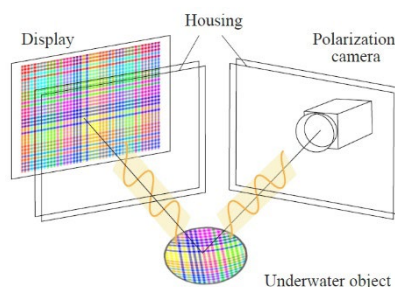 Housing
Display
Polarization
camera
Underwater object